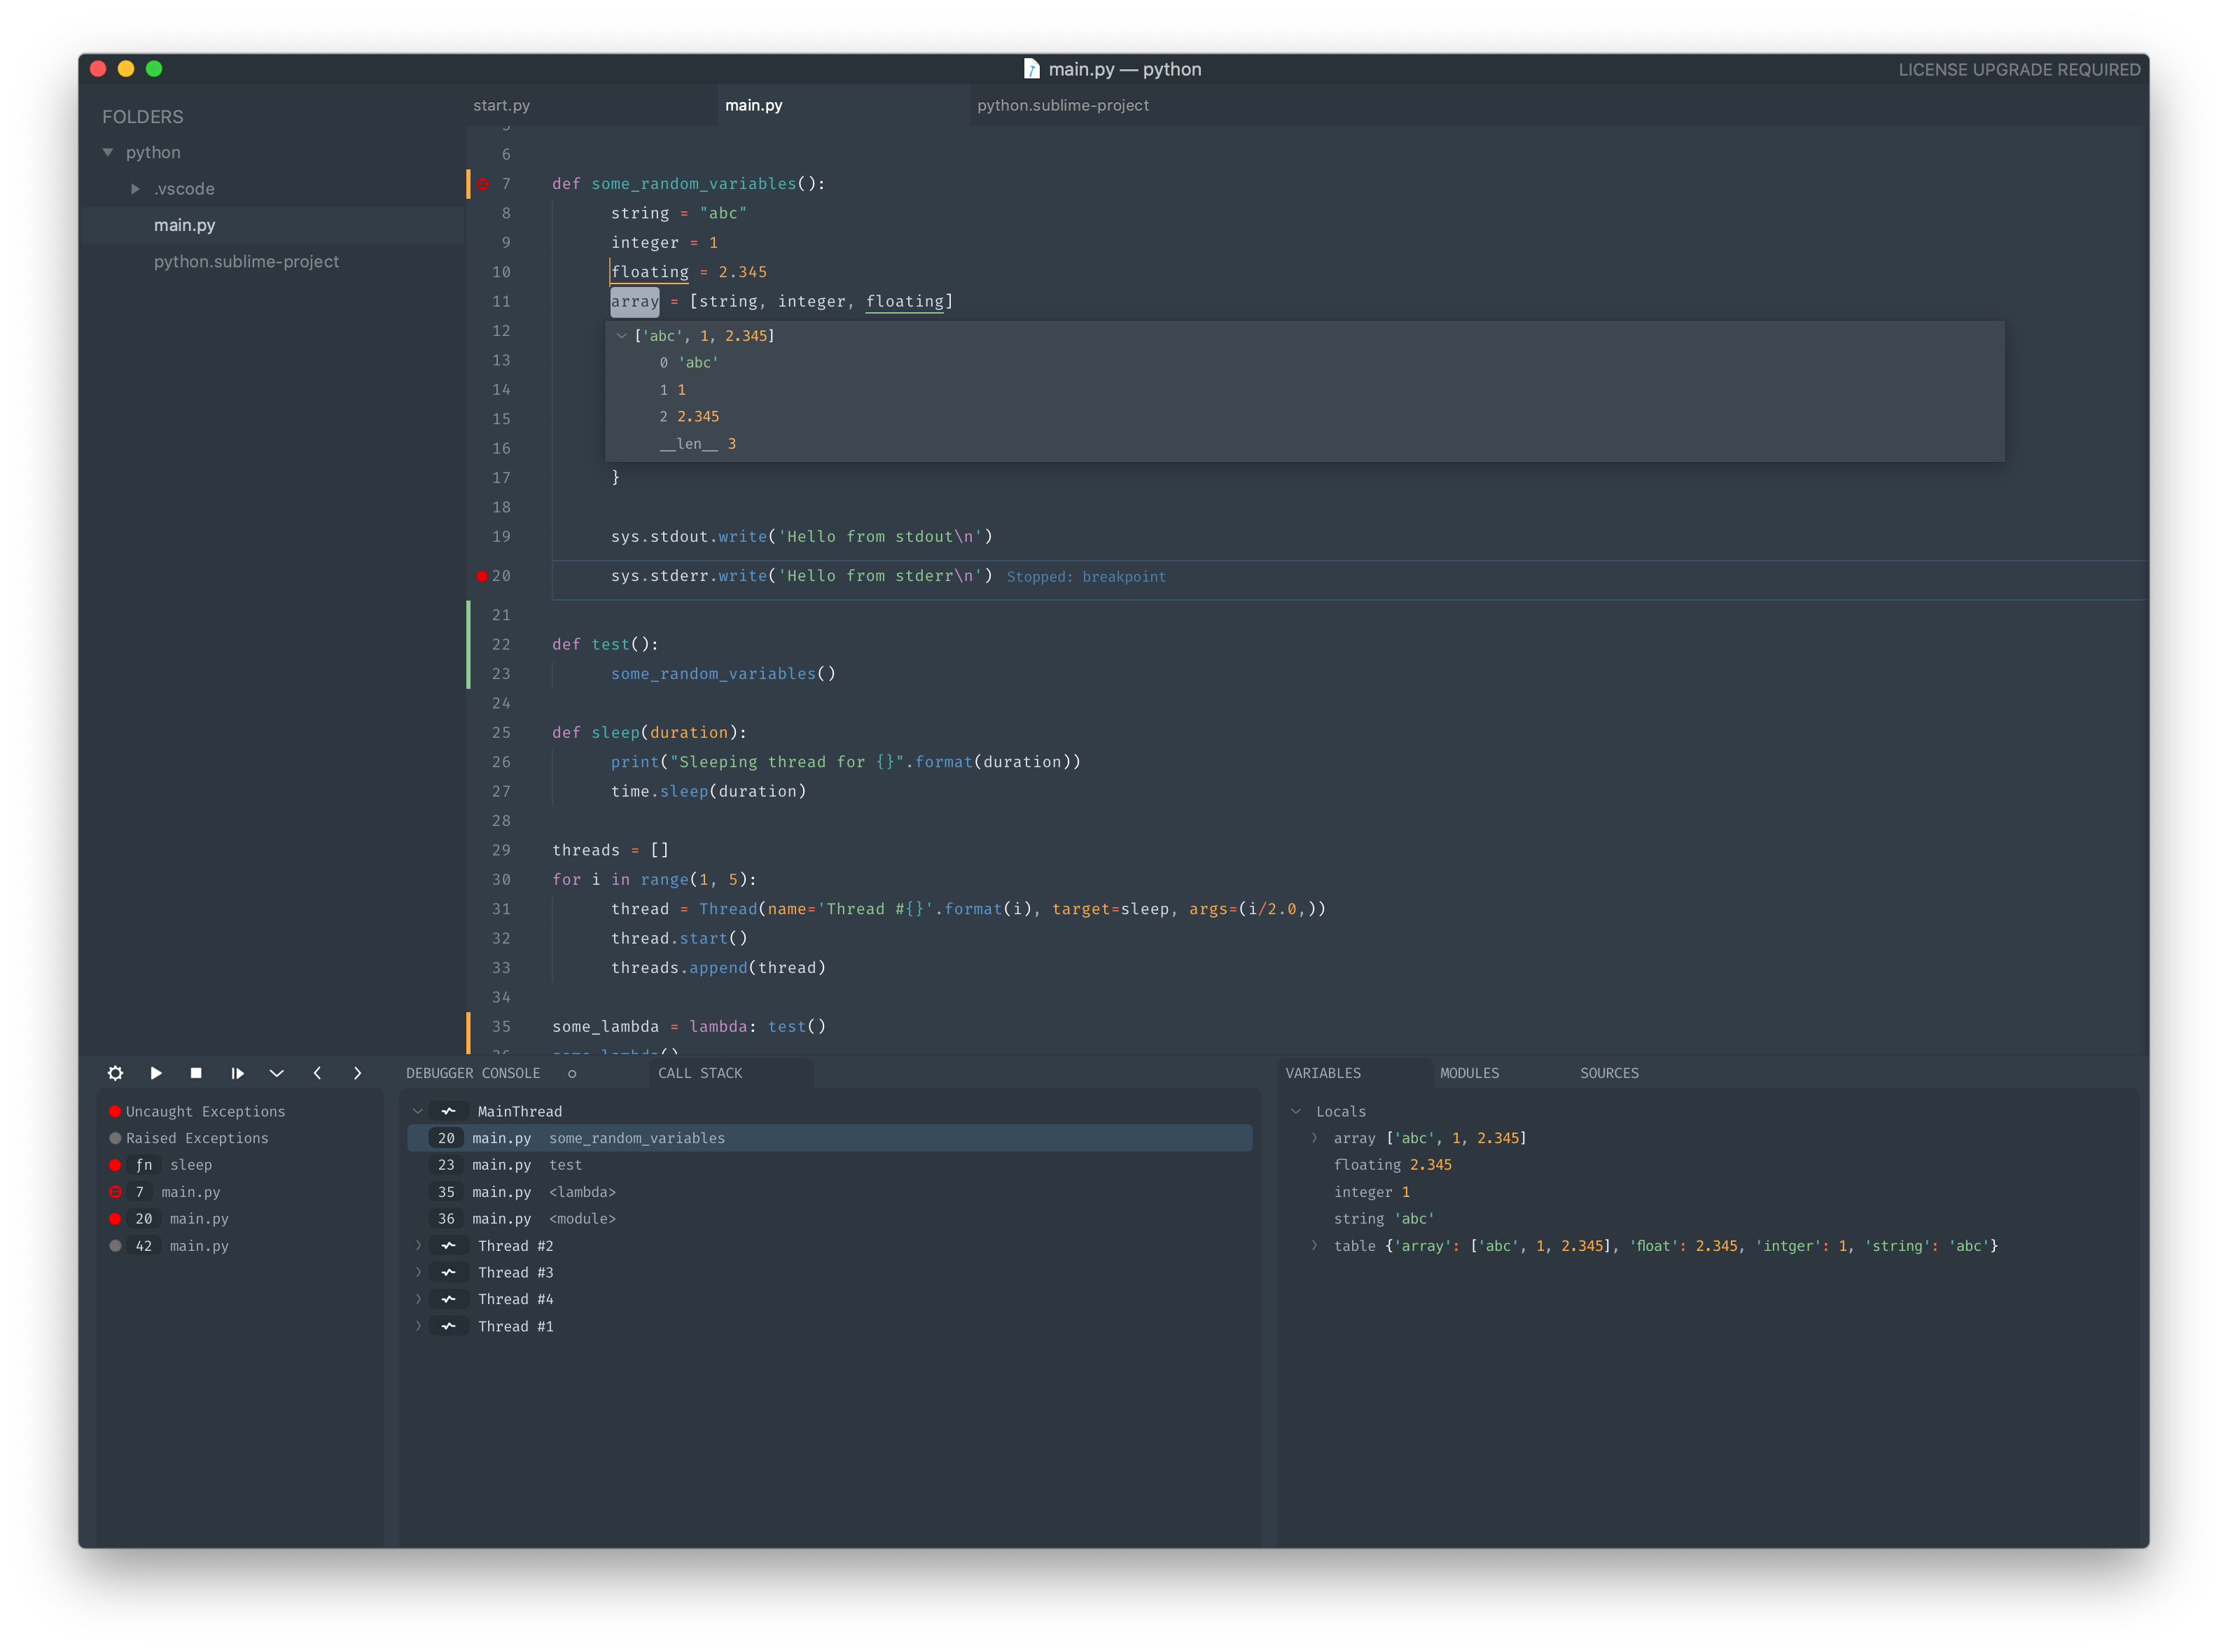 main.py — python
LICENSE UPGRADE REQUIRED
FOLDERS
python
.vscode
main.py
python.sublime-project
start.py
main.py
python.sublime-project
6
7 def some_random_variables():
8 string = "abc"
9 integer = 1
10 floating = 2.345
11 array = [string, integer, floating]
12 ['abc', 1, 2.345]
13 0 'abc'
14 1 1
15 2 2.345
16 __len__ 3
17 }
18
19 sys.stdout.write('Hello from stdout\n')
20 sys.stderr.write('Hello from stderr\n') Stopped: breakpoint
21
22 def test():
23 some_random_variables()
24
25 def sleep(duration):
26 print("Sleeping thread for {}".format(duration))
27 time.sleep(duration)
28
29 threads = []
30 for i in range(1, 5):
31 thread = Thread(name='Thread #{}'.format(i), target=sleep, args=(i/2.0,))
32 thread.start()
33 threads.append(thread)
34
35 some_lambda = lambda: test()
Uncaught Exceptions
Raised Exceptions
ƒn sleep
7 main.py
20 main.py
42 main.py
DEBUGGER CONSOLE
CALL STACK
MainThread
20 main.py some_random_variables
23 main.py test
35 main.py <lambda>
36 main.py <module>
Thread #2
Thread #3
Thread #4
Thread #1
VARIABLES
MODULES
SOURCES
Locals
array ['abc', 1, 2.345]
floating 2.345
integer 1
string 'abc'
table {'array': ['abc', 1, 2.345], 'float': 2.345, 'intger': 1, 'string': 'abc'}